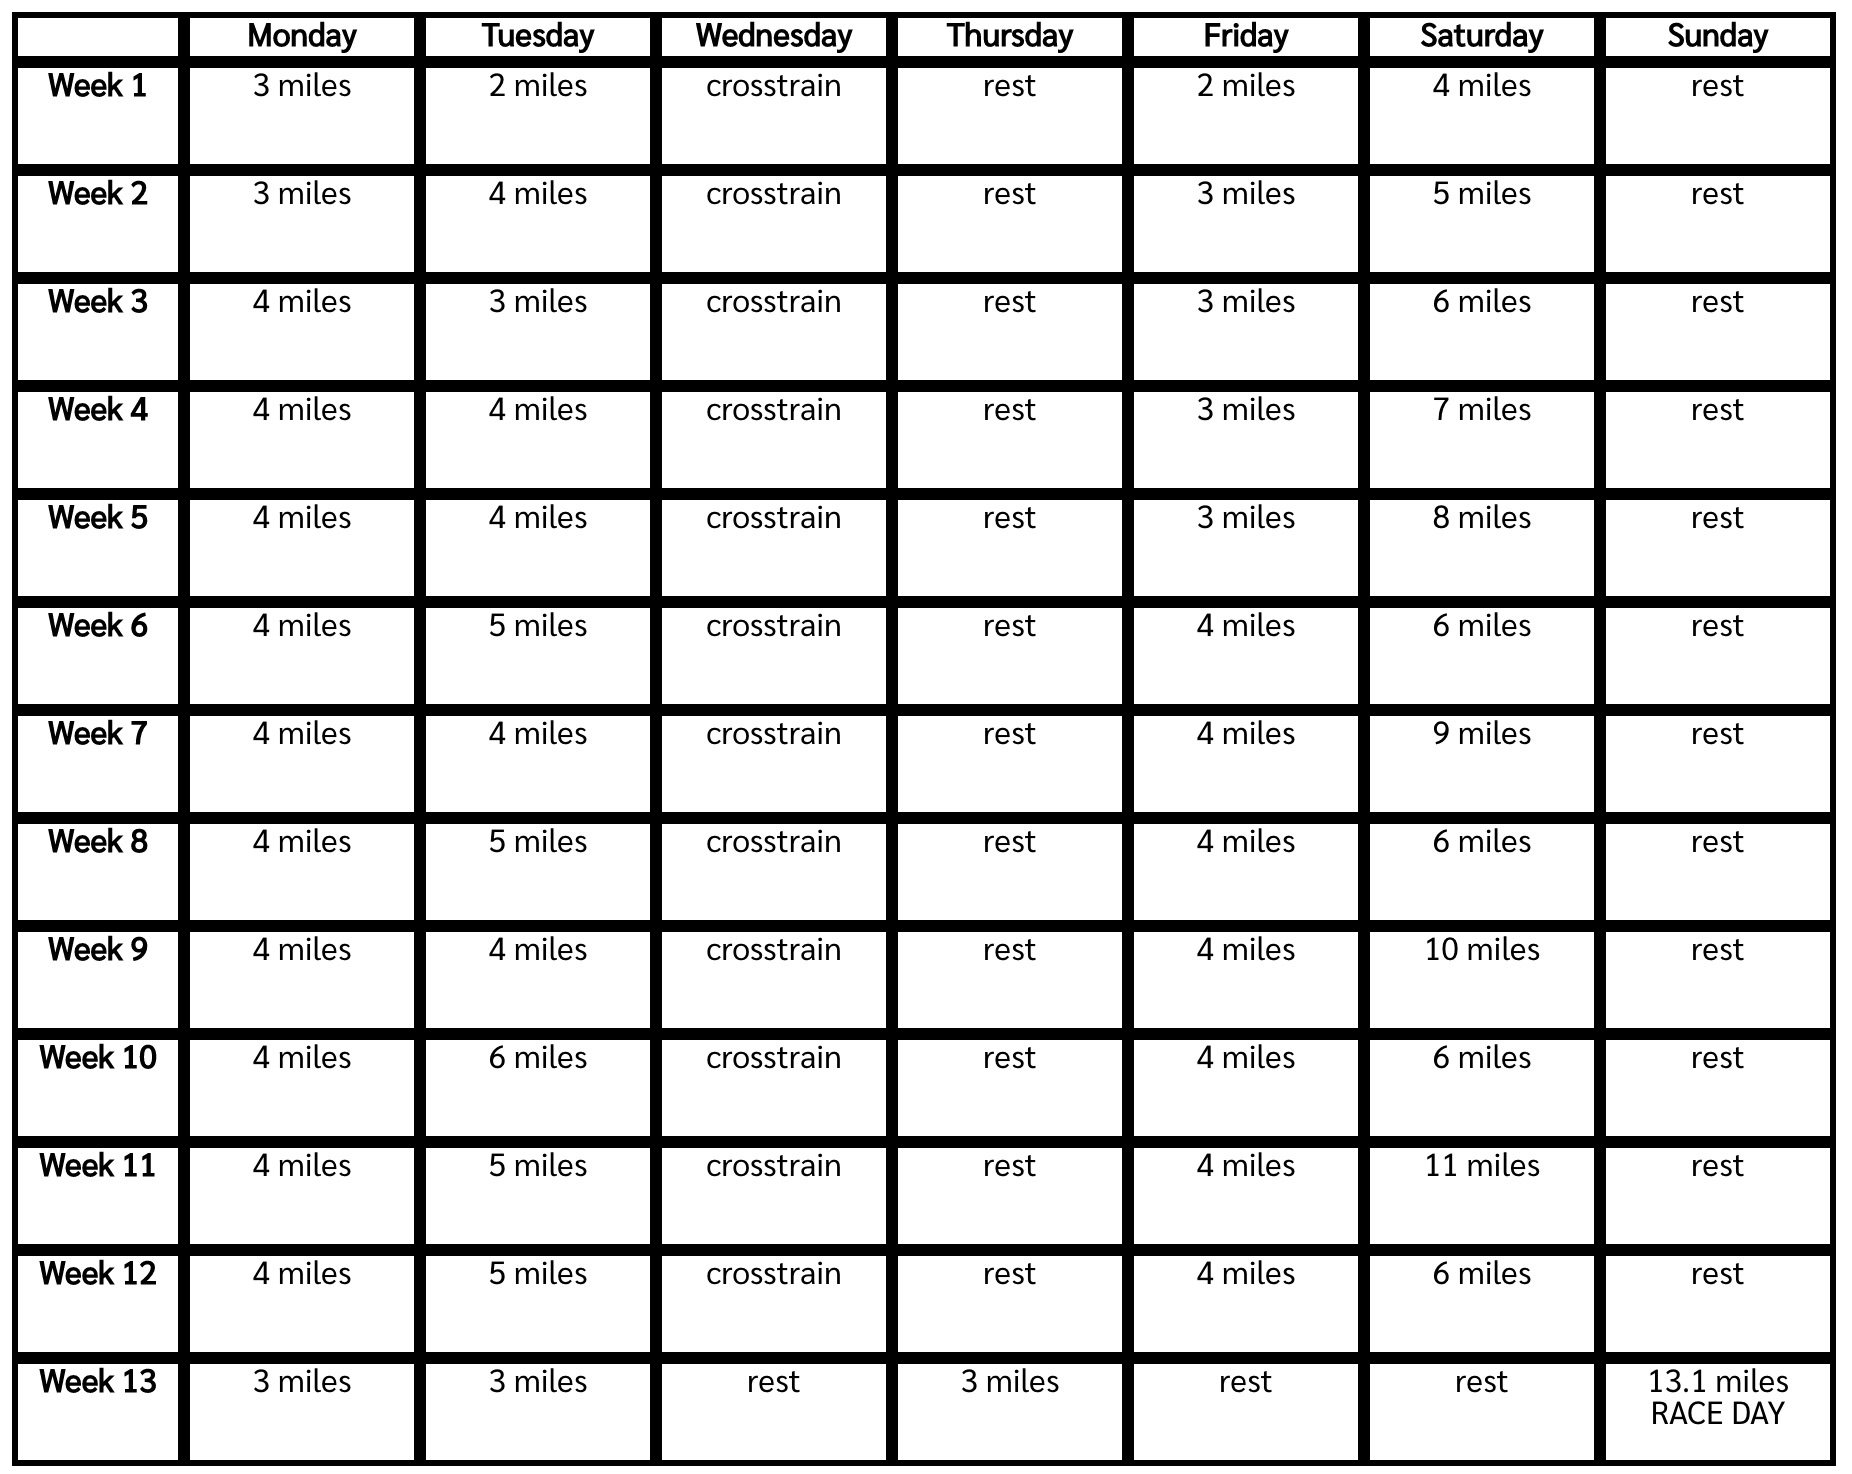 Monday Tuesday Wednesday Thursday Friday Saturday Sunday
Week 1 3 miles 2 miles crosstrain rest 2 miles 4 miles rest
Week 2 3 miles 4 miles crosstrain rest 3 miles 5 miles rest
Week 3 4 miles 3 miles crosstrain rest 3 miles 6 miles rest
Week 4 4 miles 4 miles crosstrain rest 3 miles 7 miles rest
Week 5 4 miles 4 miles crosstrain rest 3 miles 8 miles rest
Week 6 4 miles 5 miles crosstrain rest 4 miles 6 miles rest
Week 7 4 miles 4 miles crosstrain rest 4 miles 9 miles rest
Week 8 4 miles 5 miles crosstrain rest 4 miles 6 miles rest
Week 9 4 miles 4 miles crosstrain rest 4 miles 10 miles rest
Week 10 4 miles 6 miles crosstrain rest 4 miles 6 miles rest
Week 11 4 miles 5 miles crosstrain rest 4 miles 11 miles rest
Week 12 4 miles 5 miles crosstrain rest 4 miles 6 miles rest
Week 13 3 miles 3 miles rest 3 miles rest rest 13.1 miles
RACE DAY